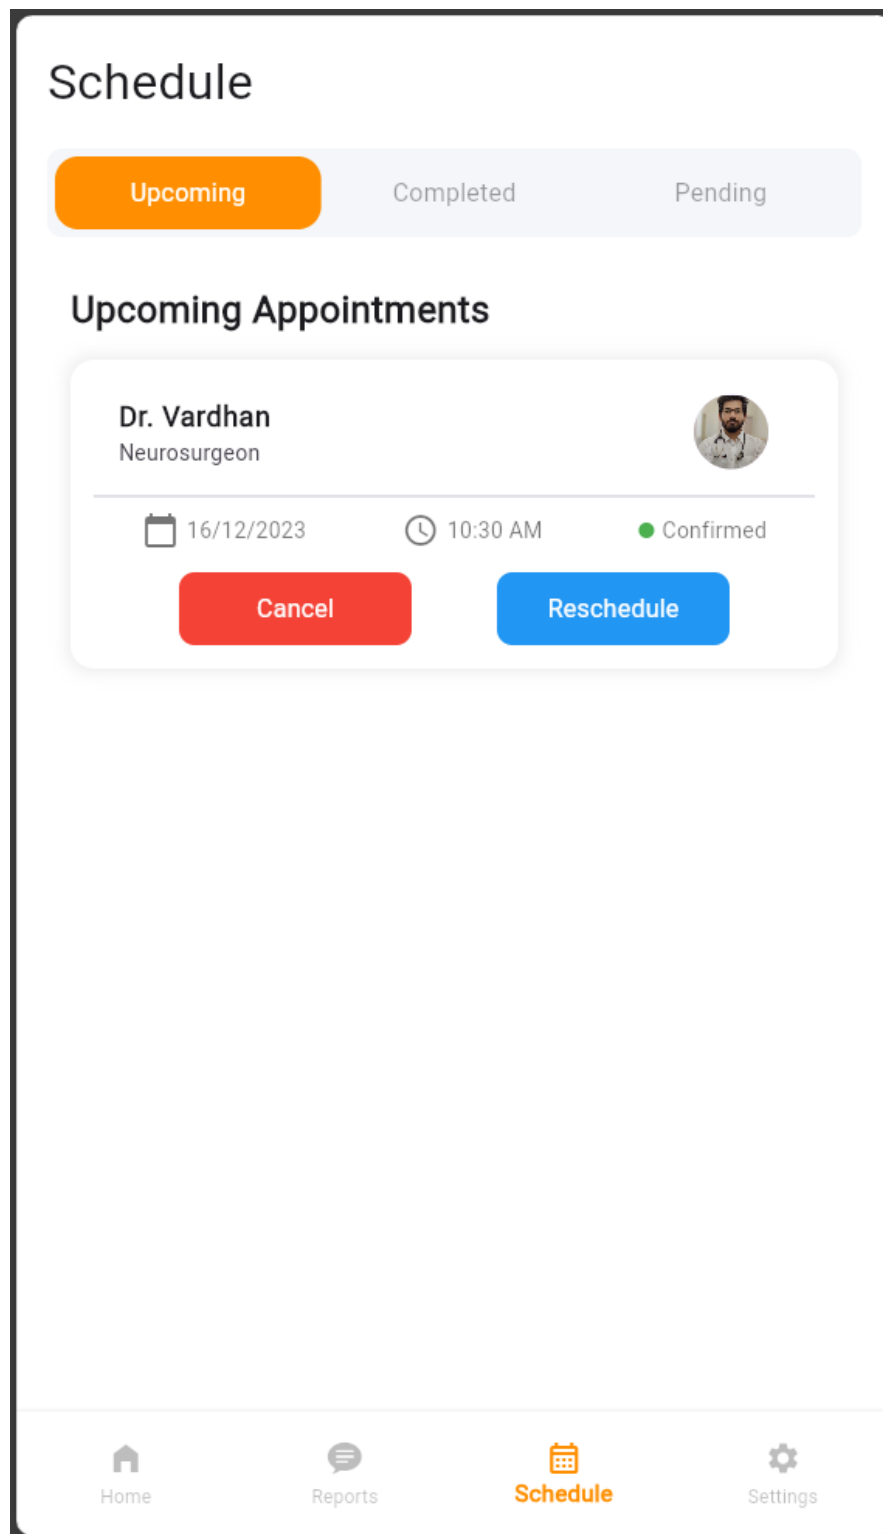 Schedule
Upcoming Completed Pending
Upcoming Appointments
Dr. Vardhan
Neurosurgeon
16/12/2023 10:30 AM Confirmed
Cancel Reschedule
Home Reports Schedule Settings